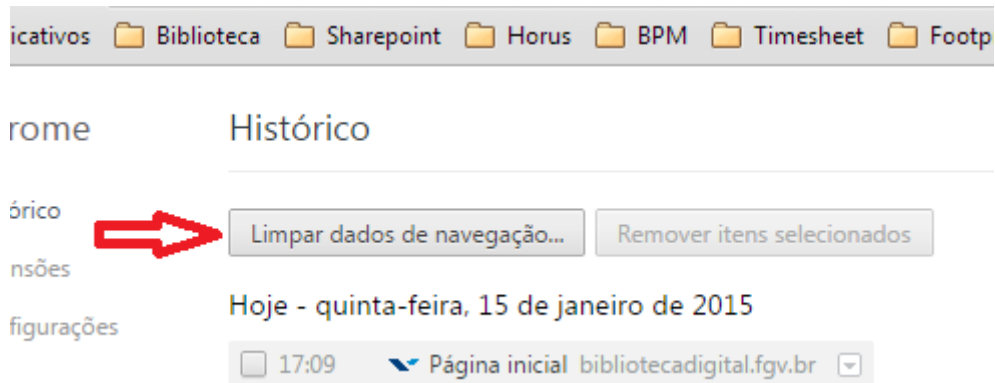 icativos Biblioteca Sharepoint Horus BPM Timesheet Footp
rome
Histórico
órico
Limpar dados de navegação... Remover itens selecionados
nsões
Hoje - quinta-feira, 15 de janeiro de 2015
figurações
17:09 Página inicial bibliotecadigital.fgv.br